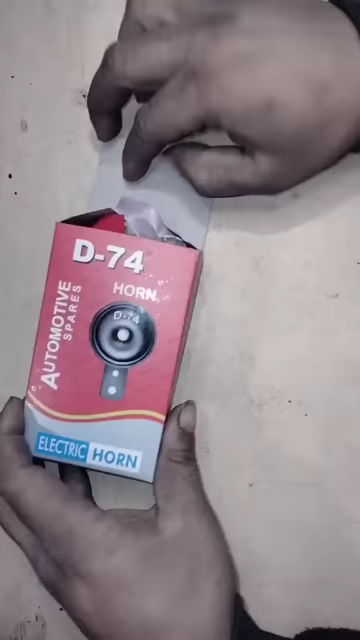 D-74
HORN
D-74
AUTOMOTIVE
SPARES
ELECTRIC HORN